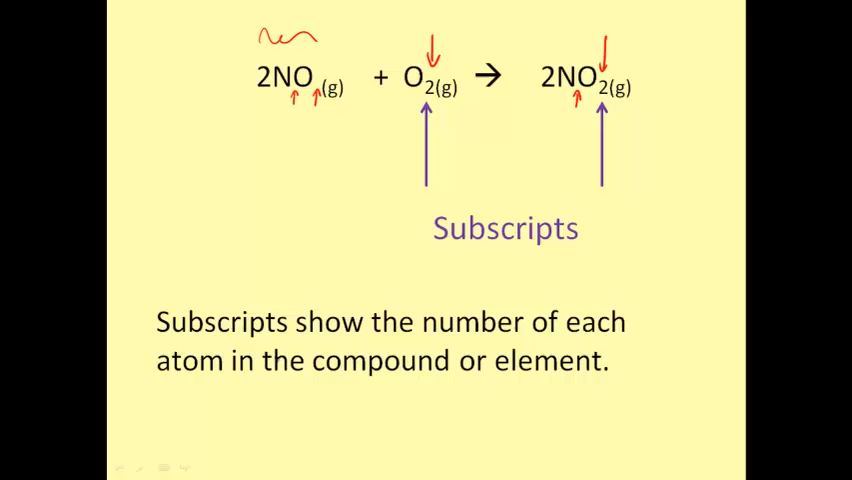 2NO (g) + O2(g) → 2NO2(g)
Subscripts
Subscripts show the number of each
atom in the compound or element.